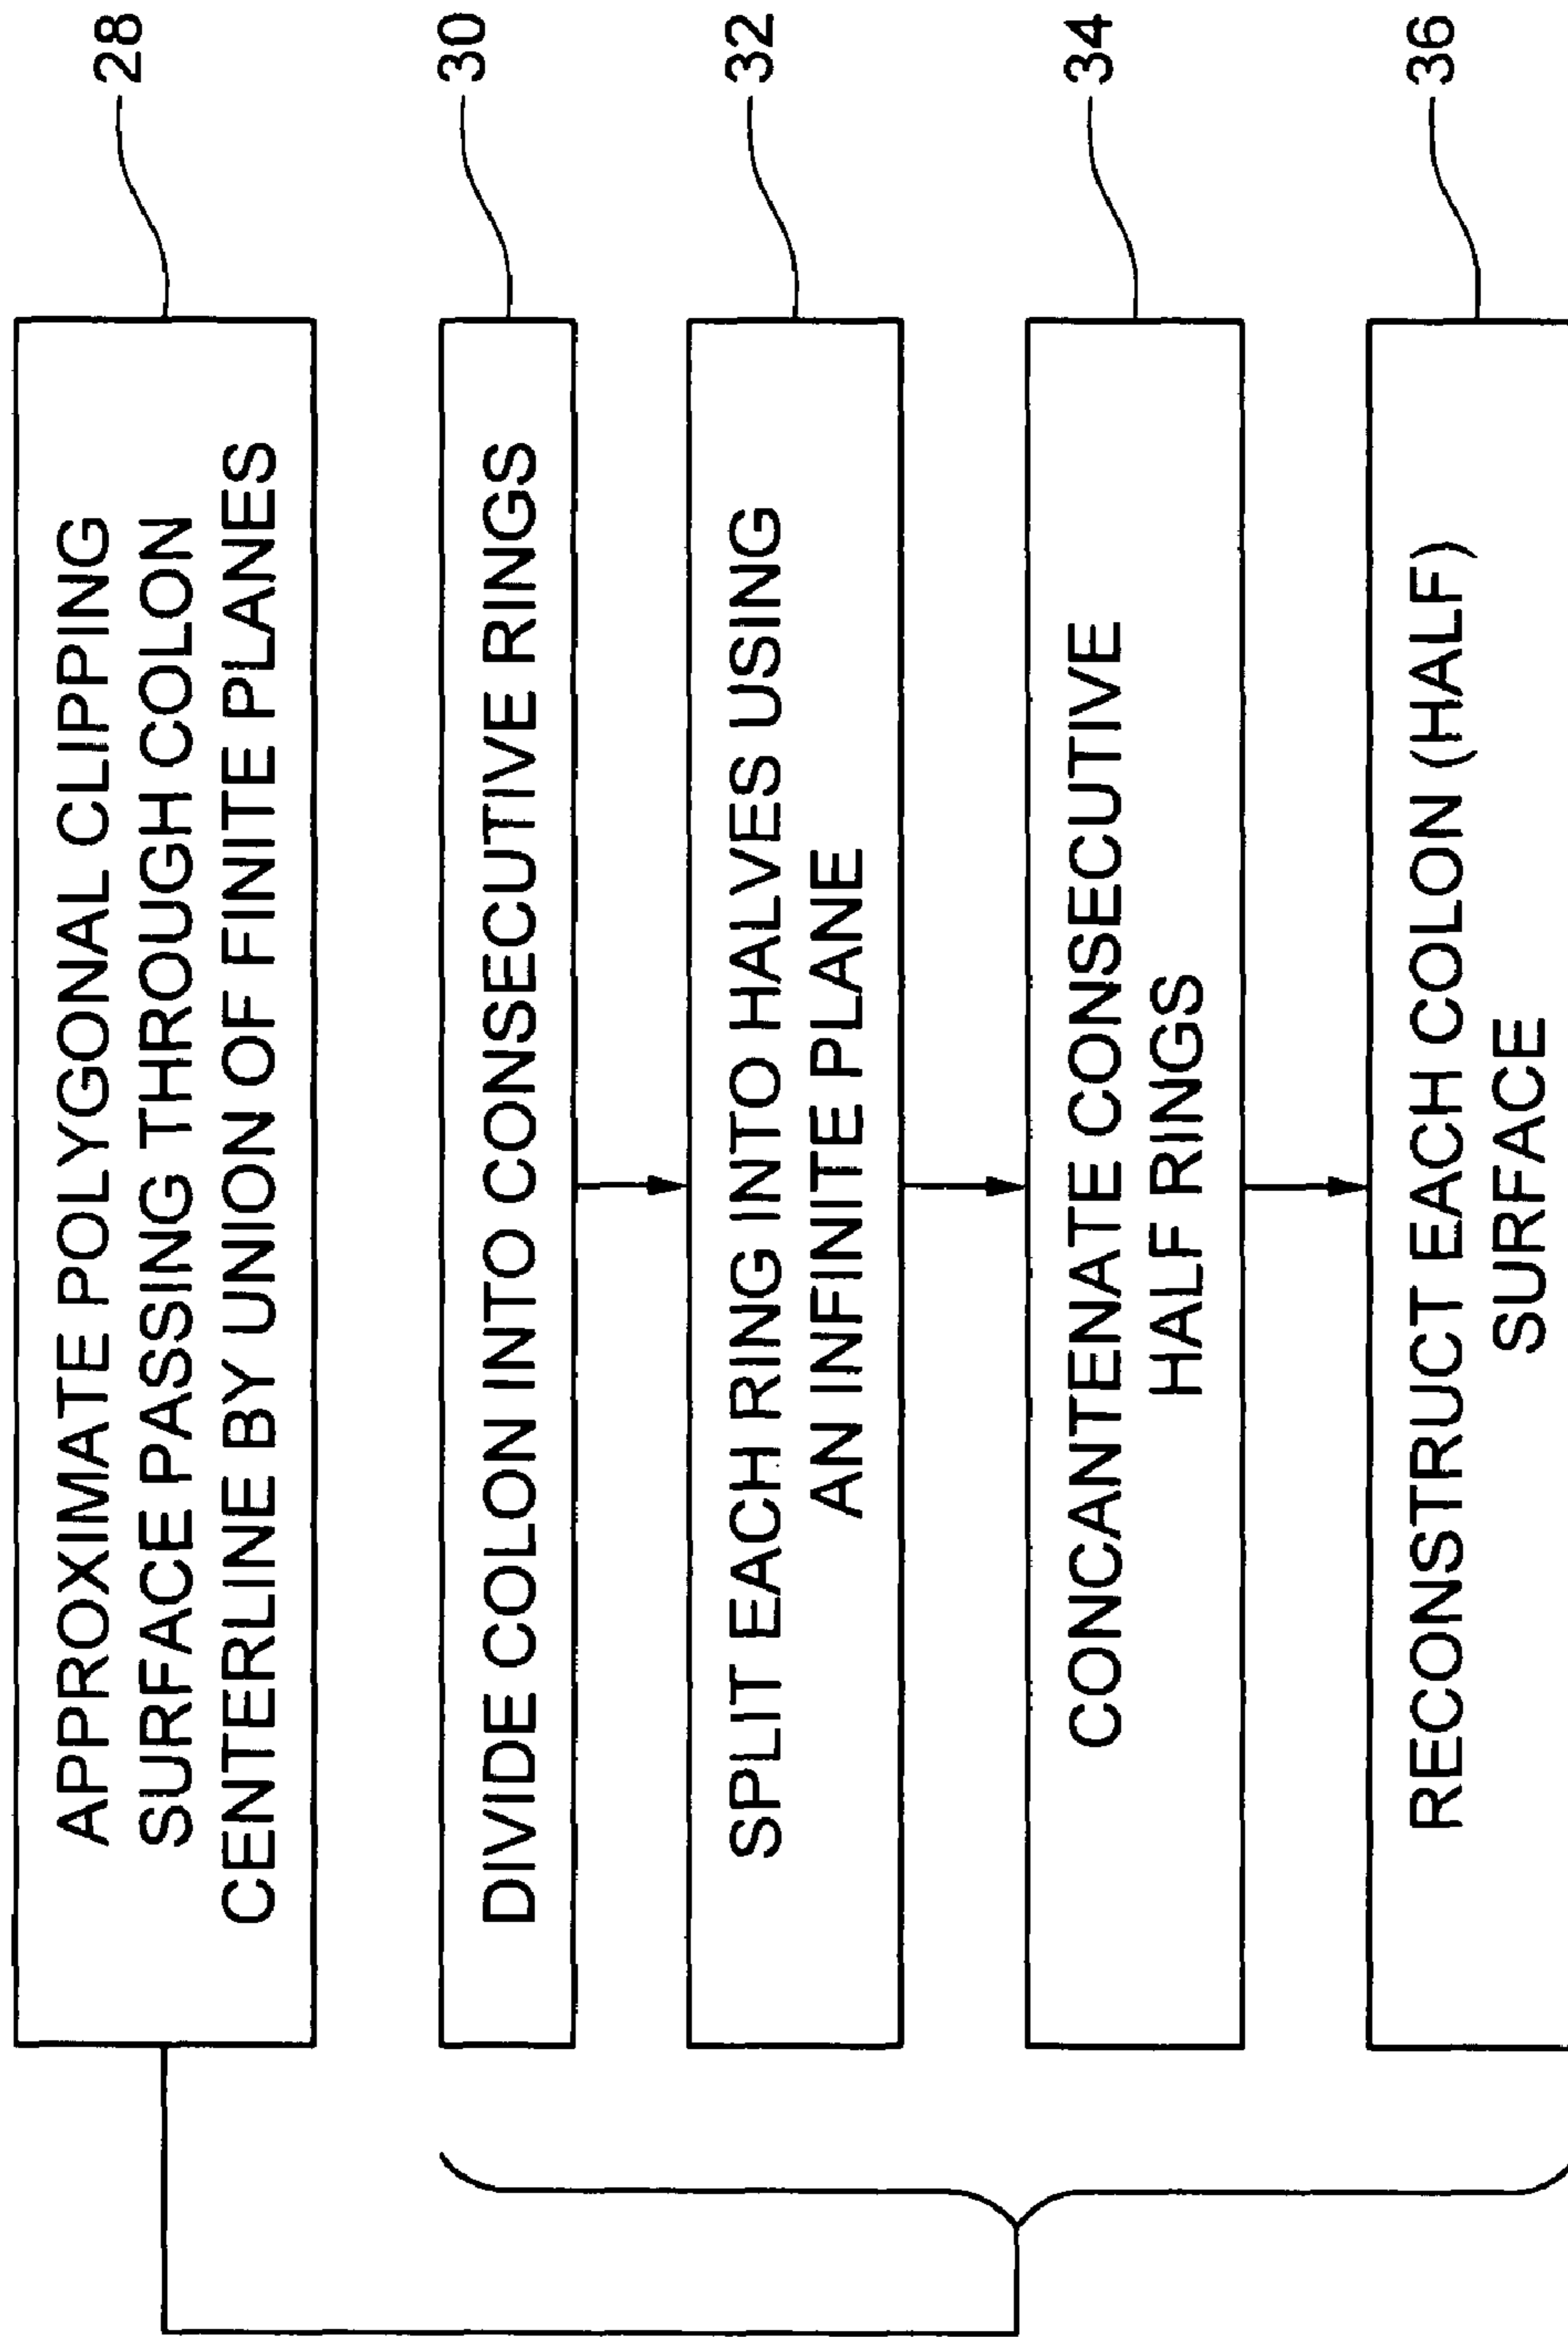 APPROXIMATE POLYGONAL CLIPPING
SURFACE PASSING THROUGH COLON
CENTERLINE BY UNION OF FINITE PLANES
28
DIVIDE COLON INTO CONSECUTIVE RINGS
30
SPLIT EACH RING INTO HALVES USING
AN INFINITE PLANE
32
CONCANTENATE CONSECUTIVE
HALF RINGS
34
RECONSTRUCT EACH COLON (HALF)
SURFACE
36